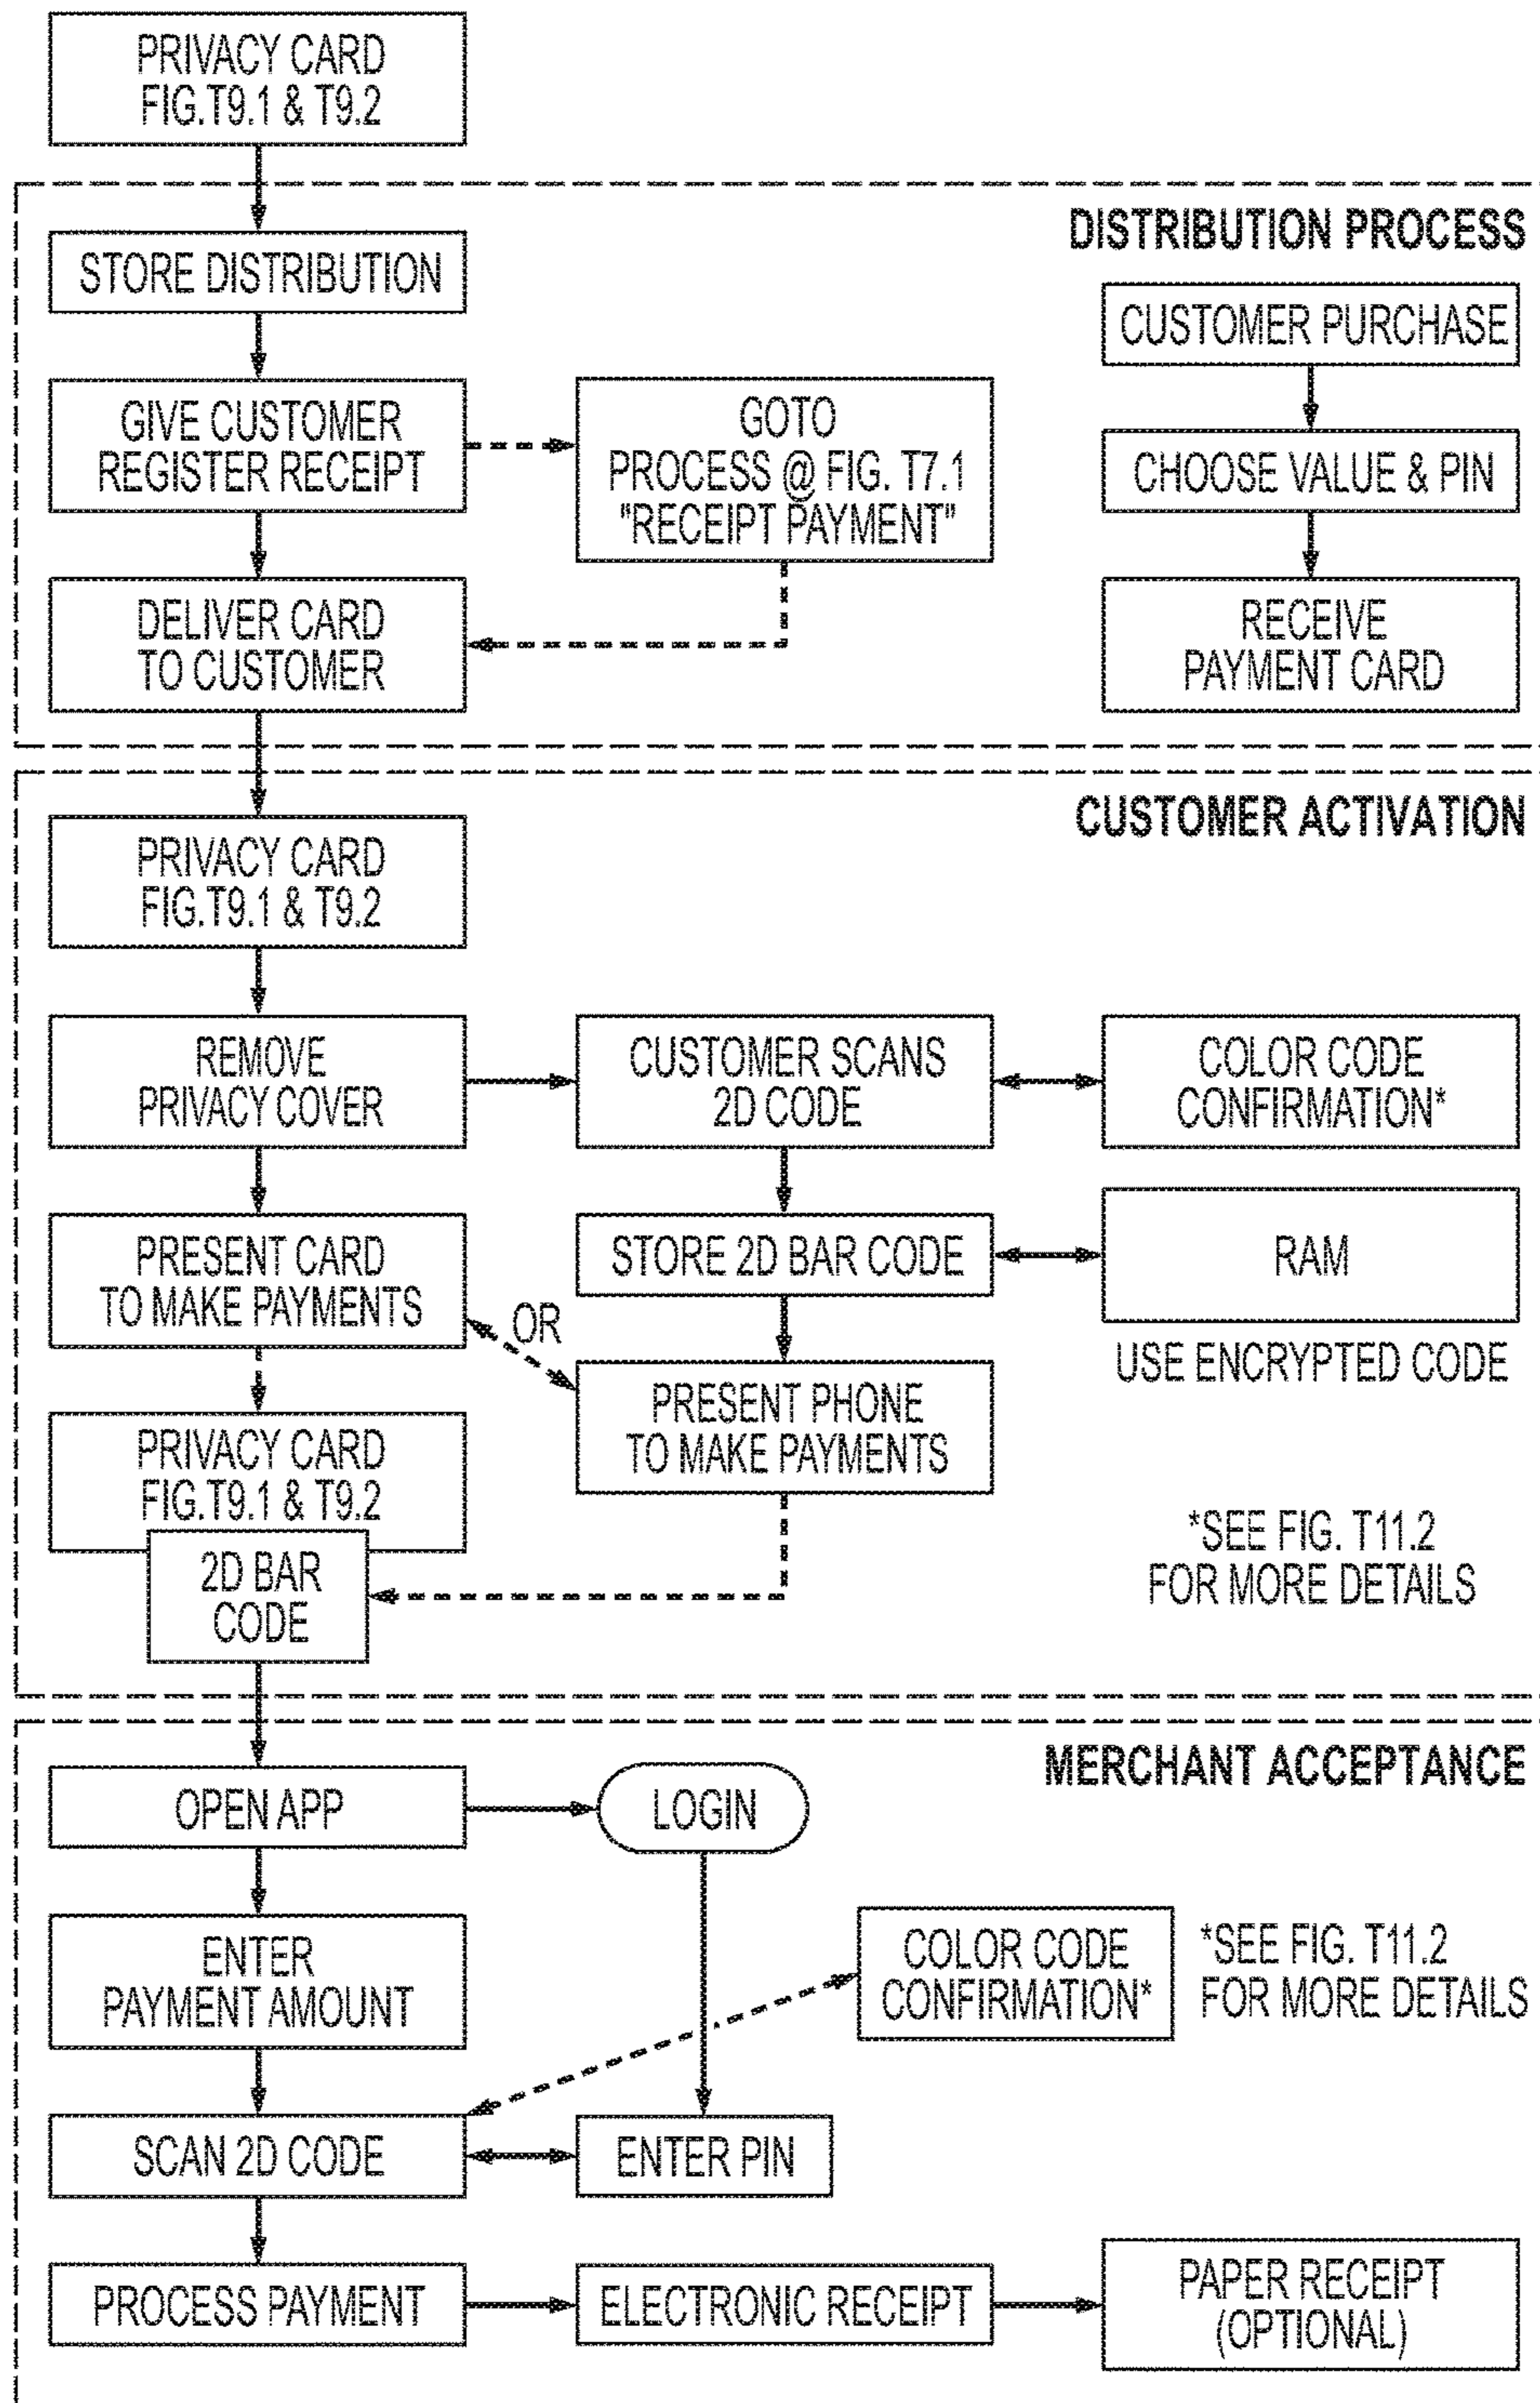 PRIVACY CARD
FIG.T9.1 & T9.2
DISTRIBUTION PROCESS
STORE DISTRIBUTION
CUSTOMER PURCHASE
GIVE CUSTOMER
REGISTER RECEIPT
GOTO
PROCESS @ FIG. T7.1
"RECEIPT PAYMENT"
CHOOSE VALUE & PIN
DELIVER CARD
TO CUSTOMER
RECEIVE
PAYMENT CARD
CUSTOMER ACTIVATION
PRIVACY CARD
FIG.T9.1 & T9.2
REMOVE
PRIVACY COVER
CUSTOMER SCANS
2D CODE
COLOR CODE
CONFIRMATION*
PRESENT CARD
TO MAKE PAYMENTS
STORE 2D BAR CODE
RAM
OR
USE ENCRYPTED CODE
PRESENT PHONE
TO MAKE PAYMENTS
PRIVACY CARD
FIG.T9.1 & T9.2
2D BAR
CODE
*SEE FIG. T11.2
FOR MORE DETAILS
MERCHANT ACCEPTANCE
OPEN APP
LOGIN
ENTER
PAYMENT AMOUNT
COLOR CODE
CONFIRMATION*
*SEE FIG. T11.2
FOR MORE DETAILS
SCAN 2D CODE
ENTER PIN
PROCESS PAYMENT
ELECTRONIC RECEIPT
PAPER RECEIPT
(OPTIONAL)